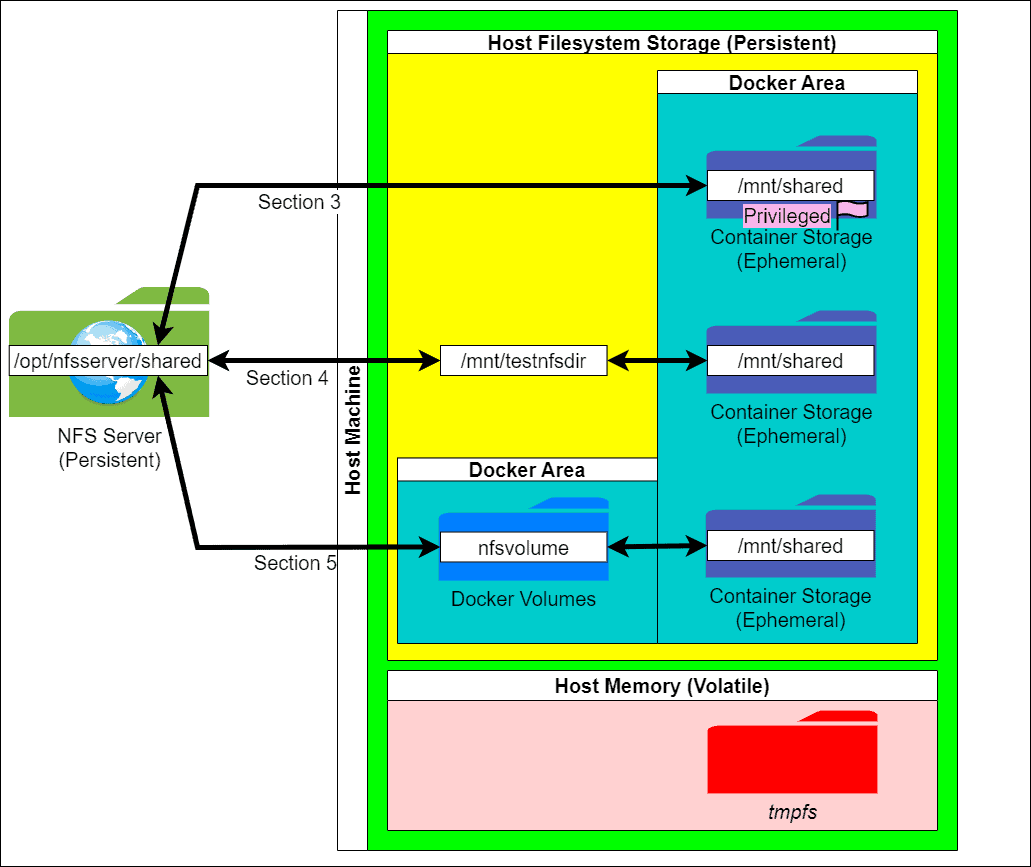 Host Filesystem Storage (Persistent)
Docker Area
/mnt/shared
Privileged
Container Storage
(Ephemeral)
Section 3
/opt/nfsserver/shared
NFS Server
(Persistent)
Section 4
/mnt/testnfsdir
/mnt/shared
Container Storage
(Ephemeral)
Host Machine
Docker Area
nfsvolume
Docker Volumes
Section 5
/mnt/shared
Container Storage
(Ephemeral)
Host Memory (Volatile)
tmpfs